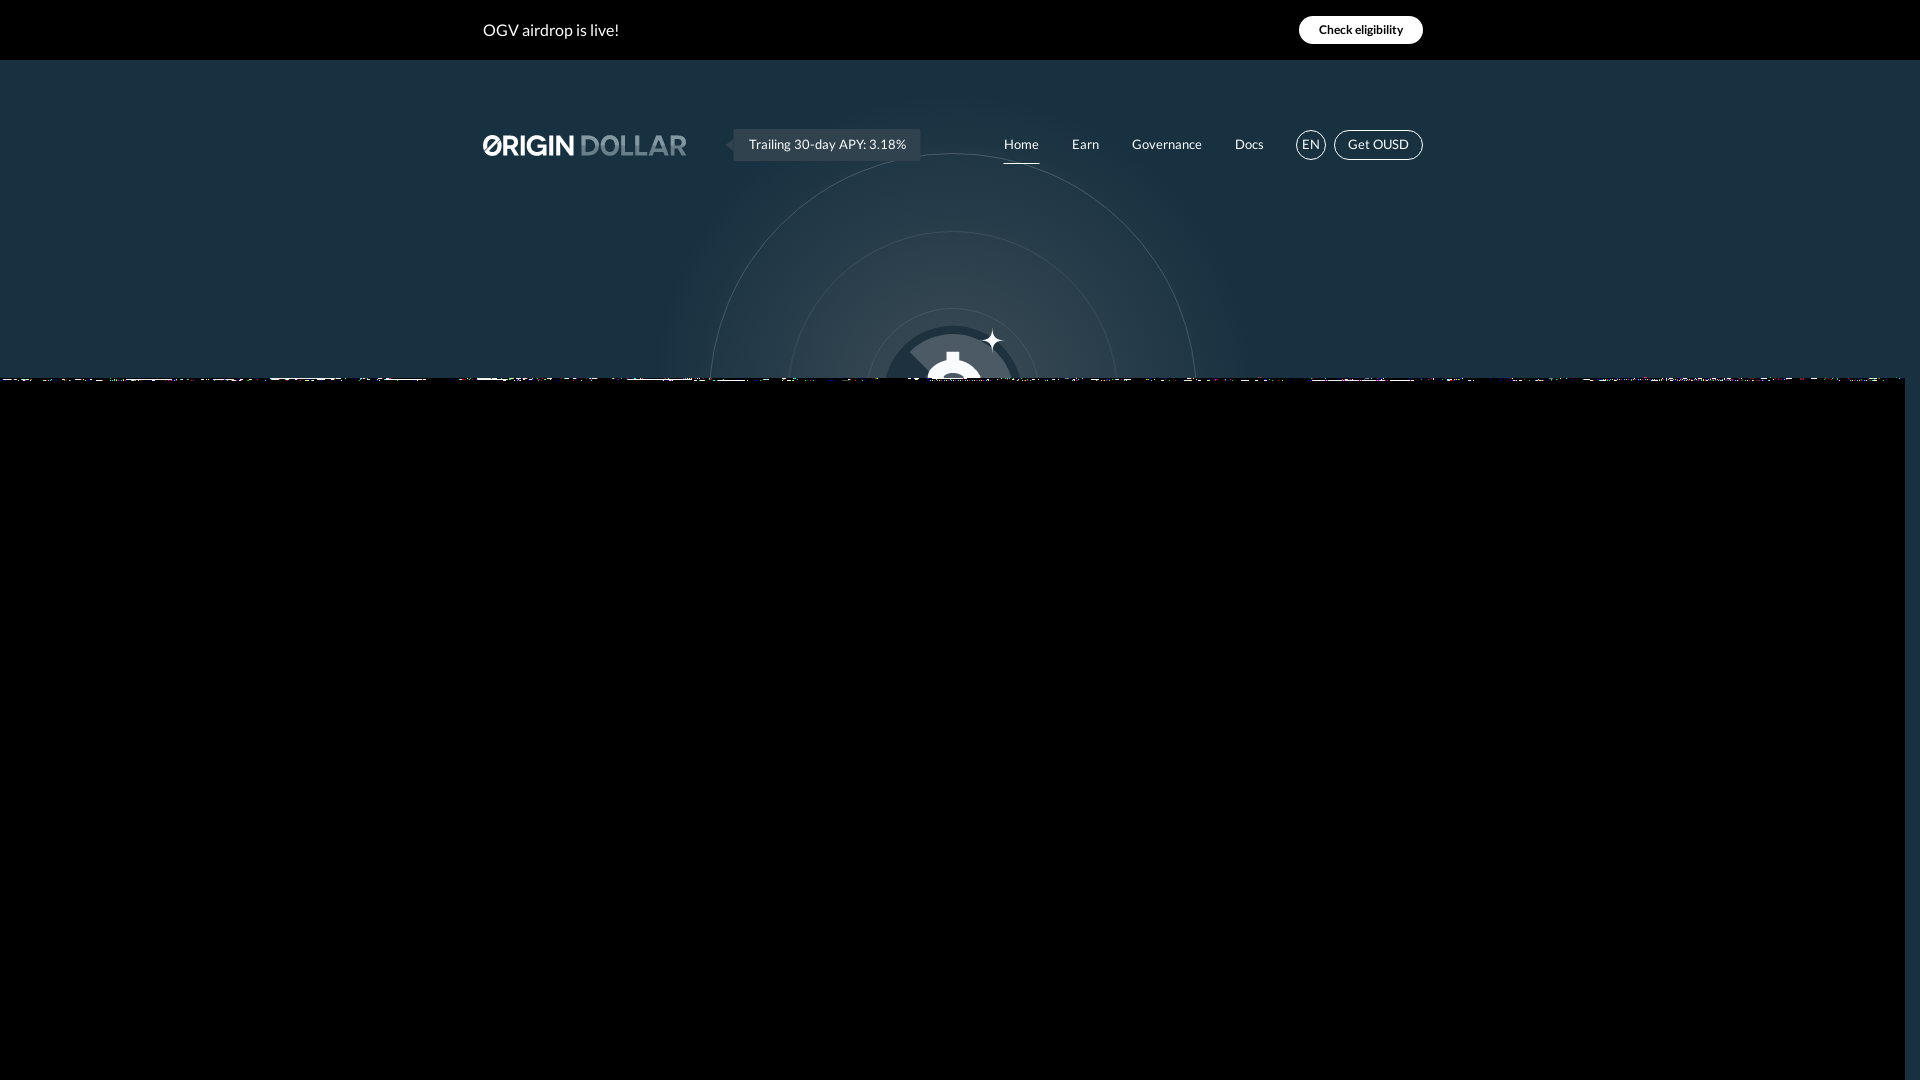 OGV airdrop is live!
Check eligibility
ORIGIN DOLLAR
Trailing 30-day APY: 3.18%
Home
Earn
Governance
Docs
EN
Get OUSD